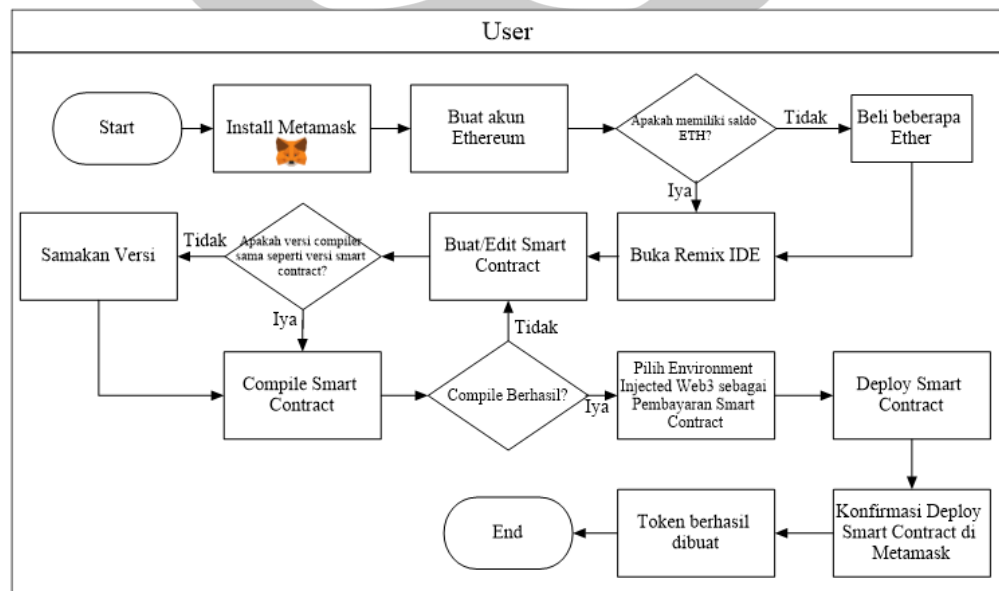 User
Start
Install Metamask
Buat akun
Ethereum
Apakah memiliki saldo
ETH?
Tidak
Beli beberapa
Ether
Iya
Samakan Versi
Tidak
Apakah versi compiler
sama seperti versi smart
contract?
Buat/Edit Smart
Contract
Buka Remix IDE
Iya
Tidak
Compile Smart
Contract
Compile Berhasil?
Iya
Pilih Environment
Injected Web3 sebagai
Pembayaran Smart
Contract
Deploy Smart
Contract
End
Token berhasil
dibuat
Konfirmasi Deploy
Smart Contract di
Metamask